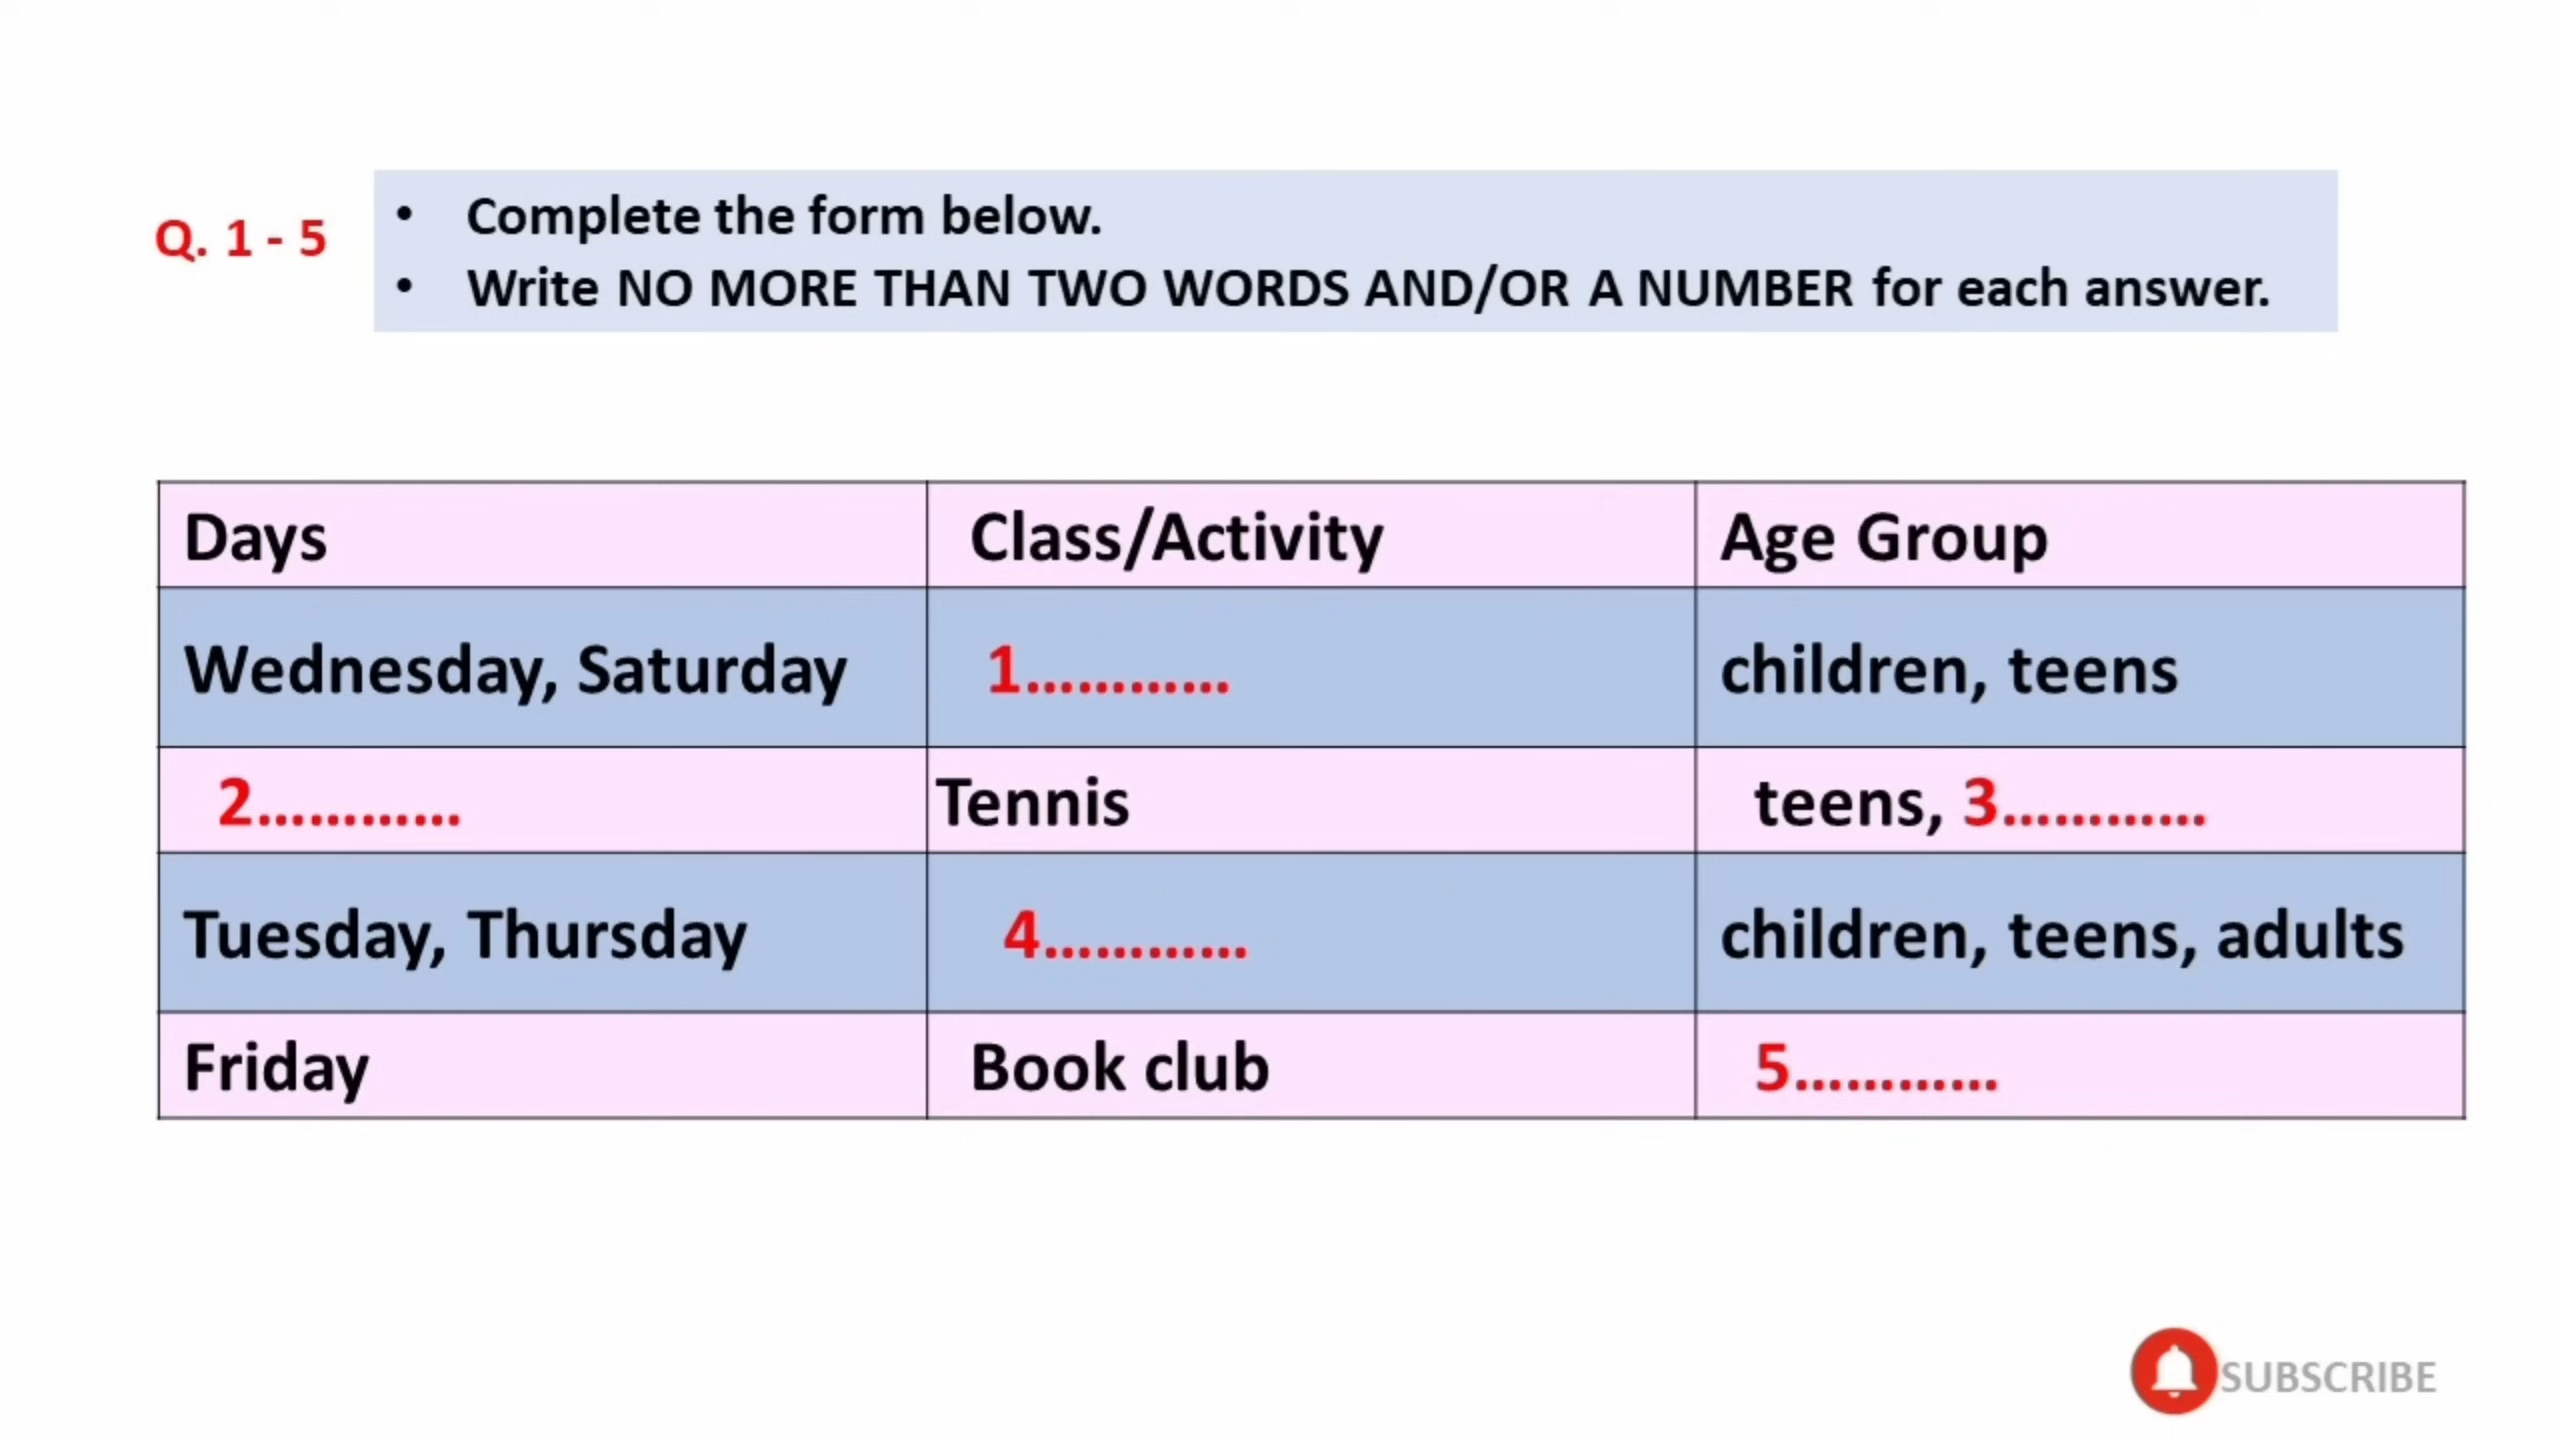 Q. 1 - 5
• Complete the form below.
• Write NO MORE THAN TWO WORDS AND/OR A NUMBER for each answer.
Days Class/Activity Age Group
Wednesday, Saturday 1............ children, teens
2............ Tennis teens, 3............
Tuesday, Thursday 4............ children, teens, adults
Friday Book club 5............
SUBSCRIBE